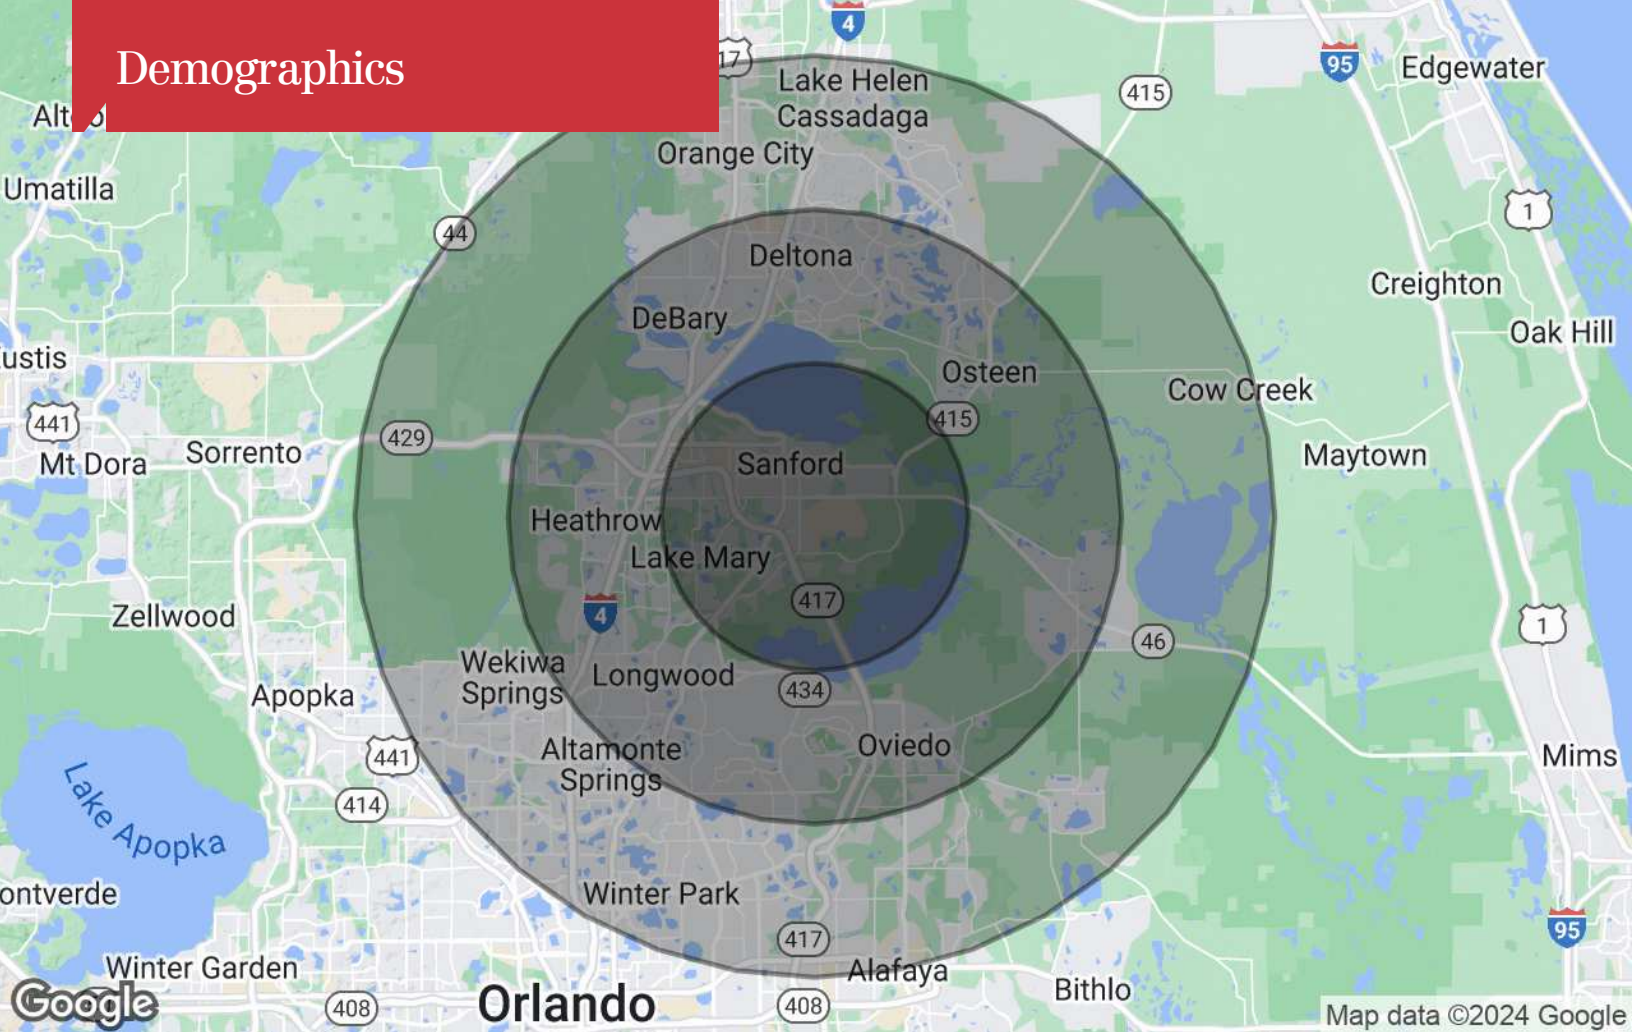 Demographics
4
17
95
Edgewater
Lake Helen
415
Cassadaga
Orange City
Umatilla
1
44
Deltona
Creighton
DeBary
Oak Hill
ustis
Osteen
Cow Creek
441
415
429
Sorrento
Mt Dora
Sanford
Maytown
Heathrow
Lake Mary
417
4
Zellwood
1
46
Wekiwa
Springs
Longwood
434
Apopka
441
Altamonte
Springs
Oviedo
Mims
414
Lake Apopka
ontverde
Winter Park
95
417
Winter Garden
Alafaya
Bithlo
Google
408
Orlando
408
Map data ©2024 Google